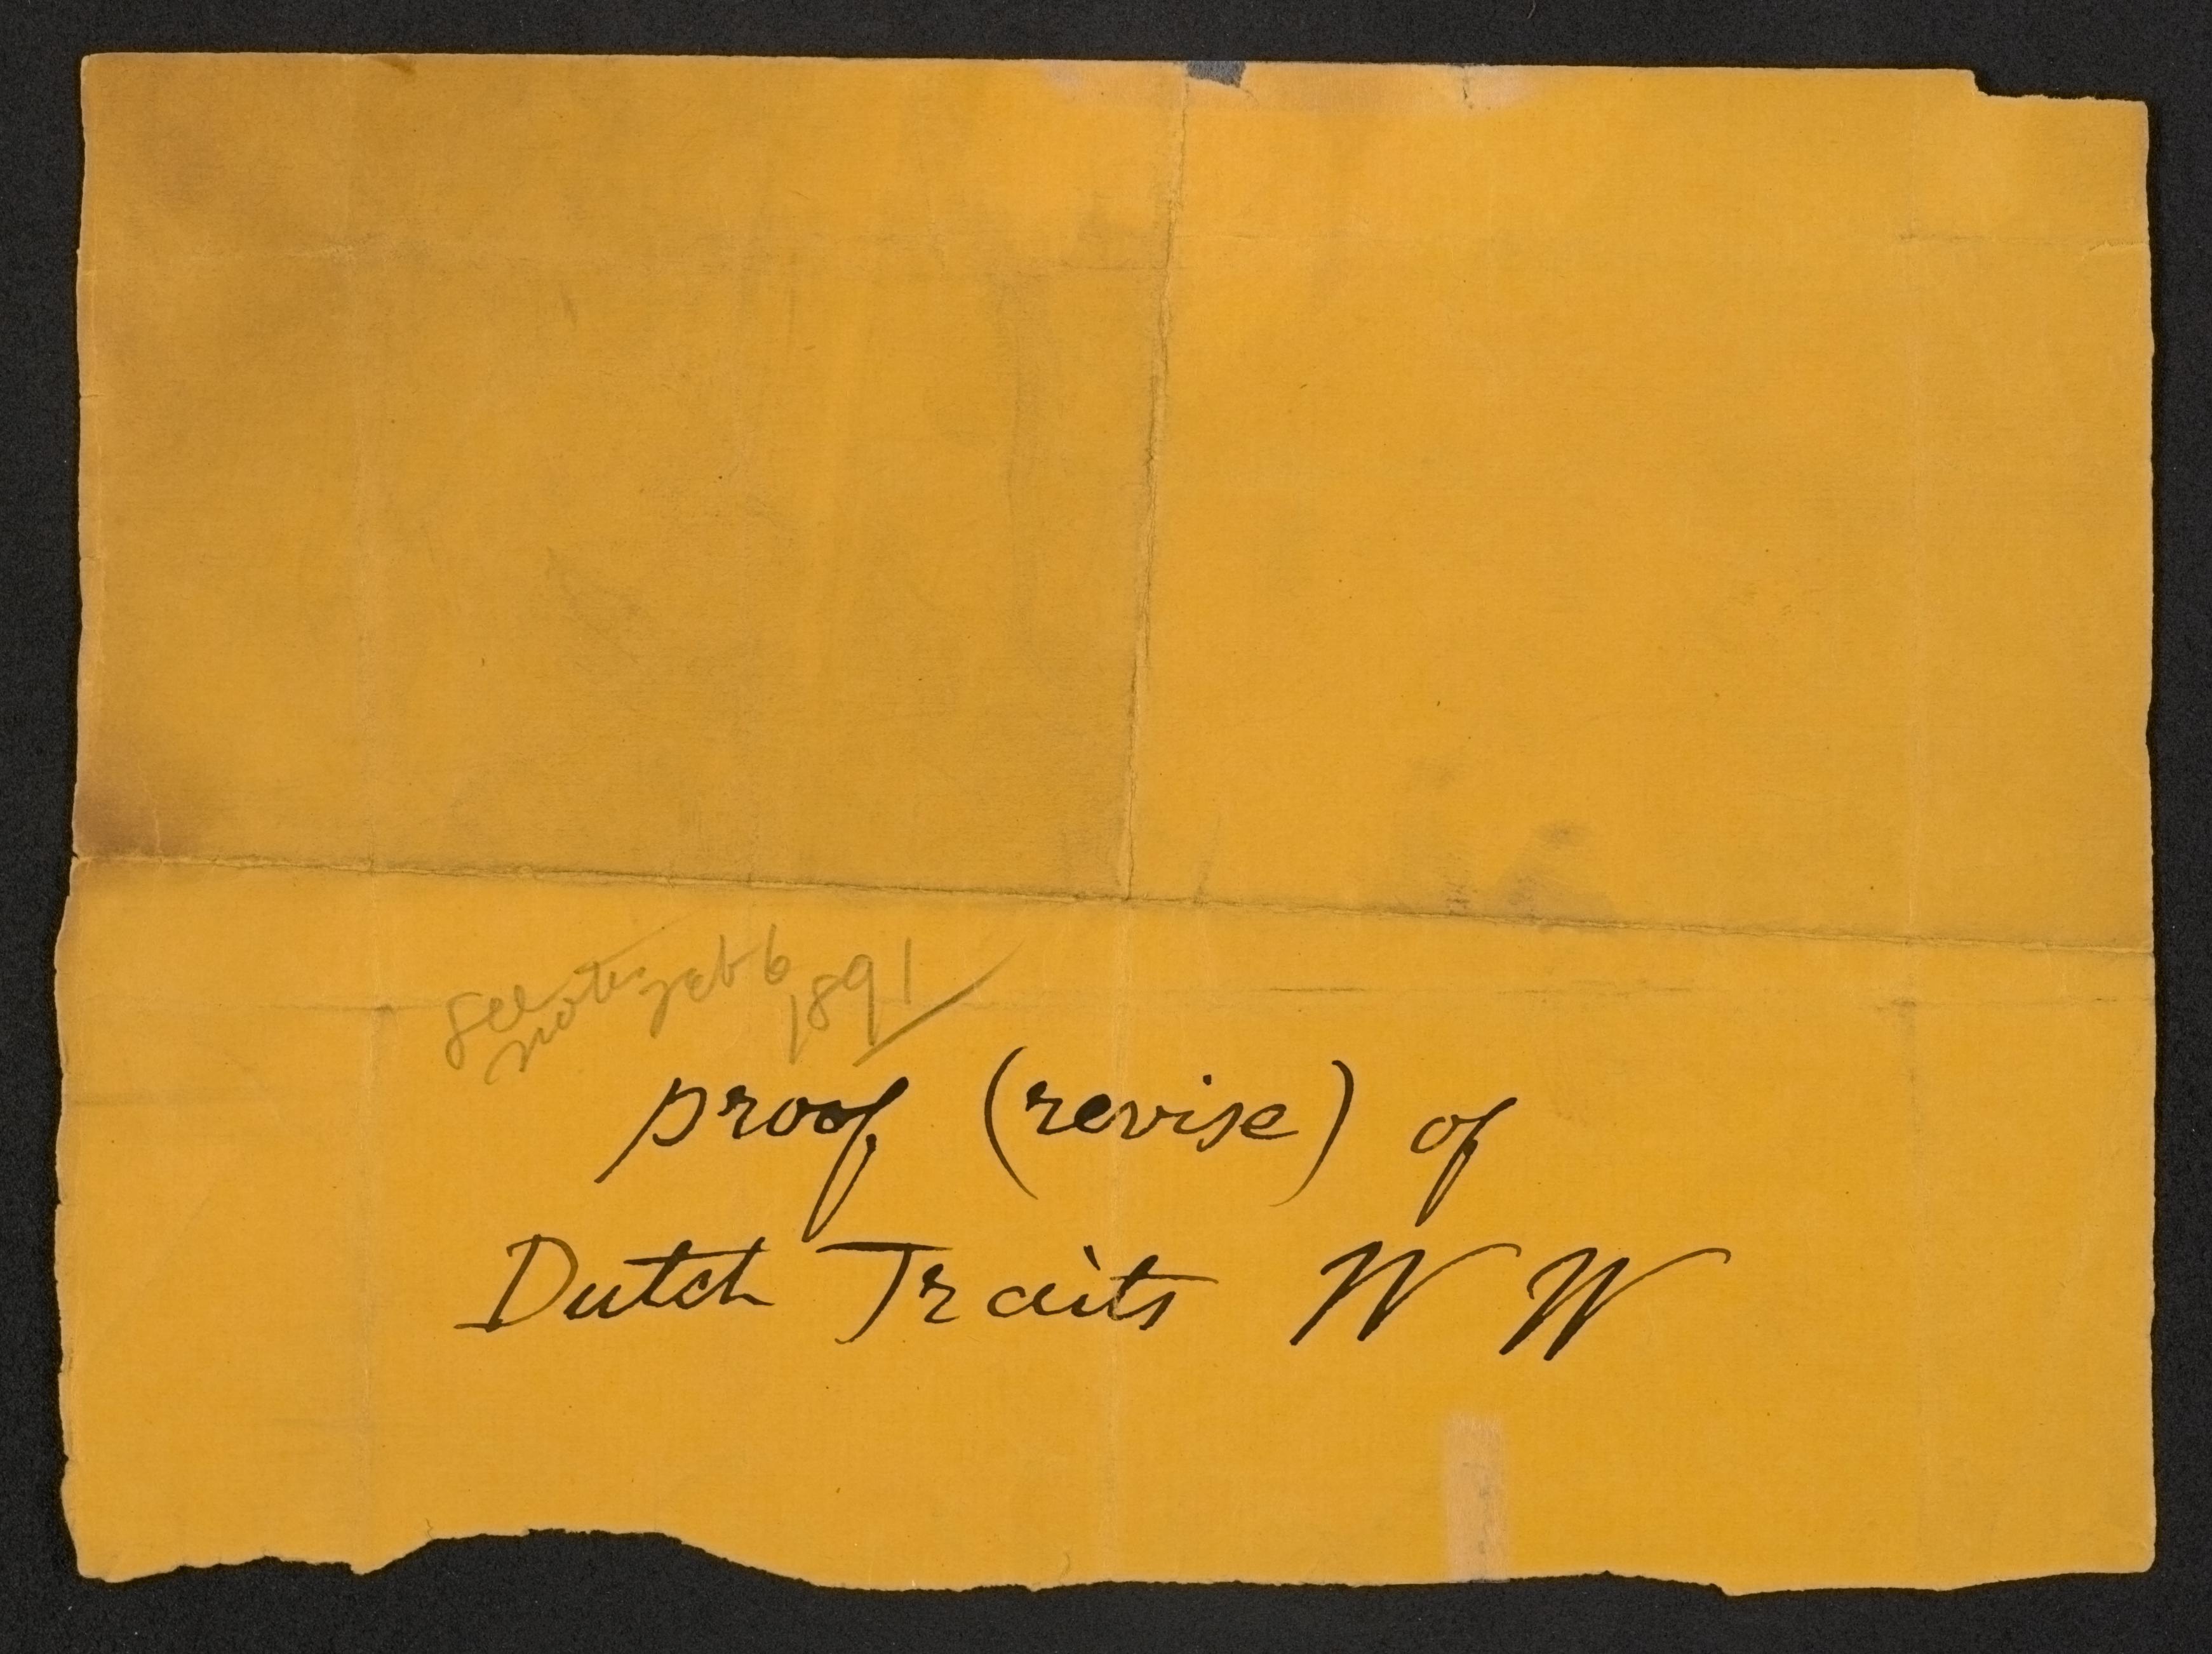 see
notes Feb 6
1891
proof (revise) of
Dutch Traits W W